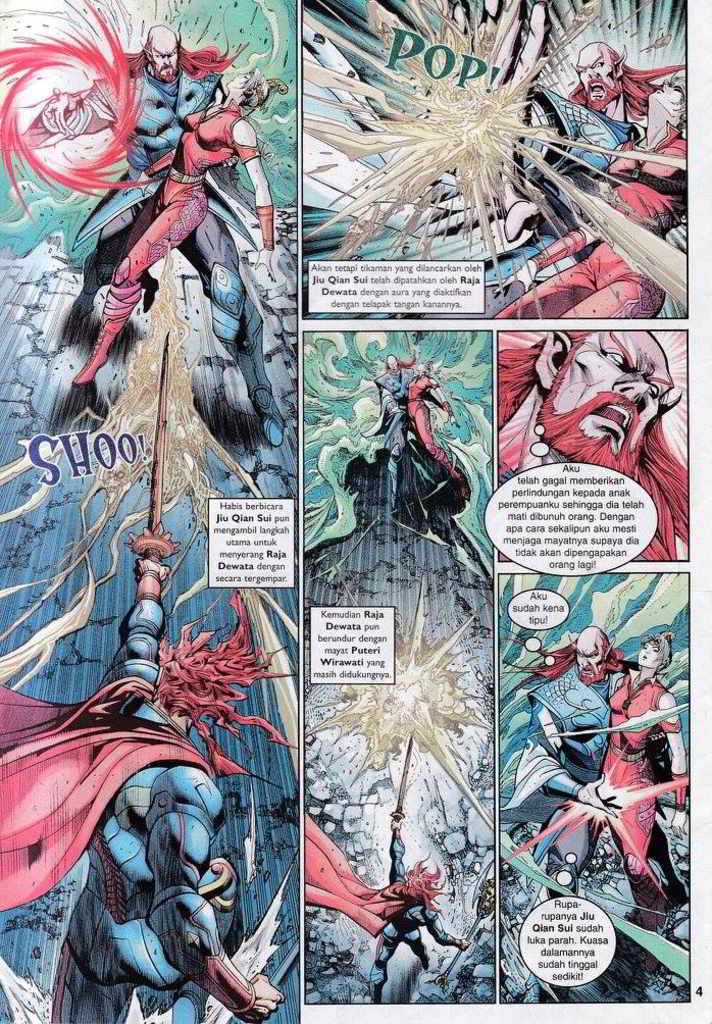 SHOO!
Habis berbicara
Jiu Qian Sui pun
mengambil langkah
utama untuk
menyerang Raja
Dewata dengan
secara tergempar.
POP!
Akan tetapi tikaman yang dilancarkan oleh
Jiu Qian Sui telah dipatahkan oleh Raja
Dewata dengan aura yang diaktifkan
dengan telapak tangan kanannya.
Kemudian Raja
Dewata pun
berundur dengan
mayat Puteri
Wirawati yang
masih didukungnya.
Aku
telah gagal memberikan
perlindungan kepada anak
perempuanku sehingga dia telah
mati dibunuh orang. Dengan
apa cara sekalipun aku mesti
menjaga mayatnya supaya dia
tidak akan dipengapakan
orang lagi!
Aku
sudah kena
tipu!
Rupa-
rupanya Jiu
Qian Sui sudah
luka parah. Kuasa
dalamannya
sudah tinggal
sedikit!
4